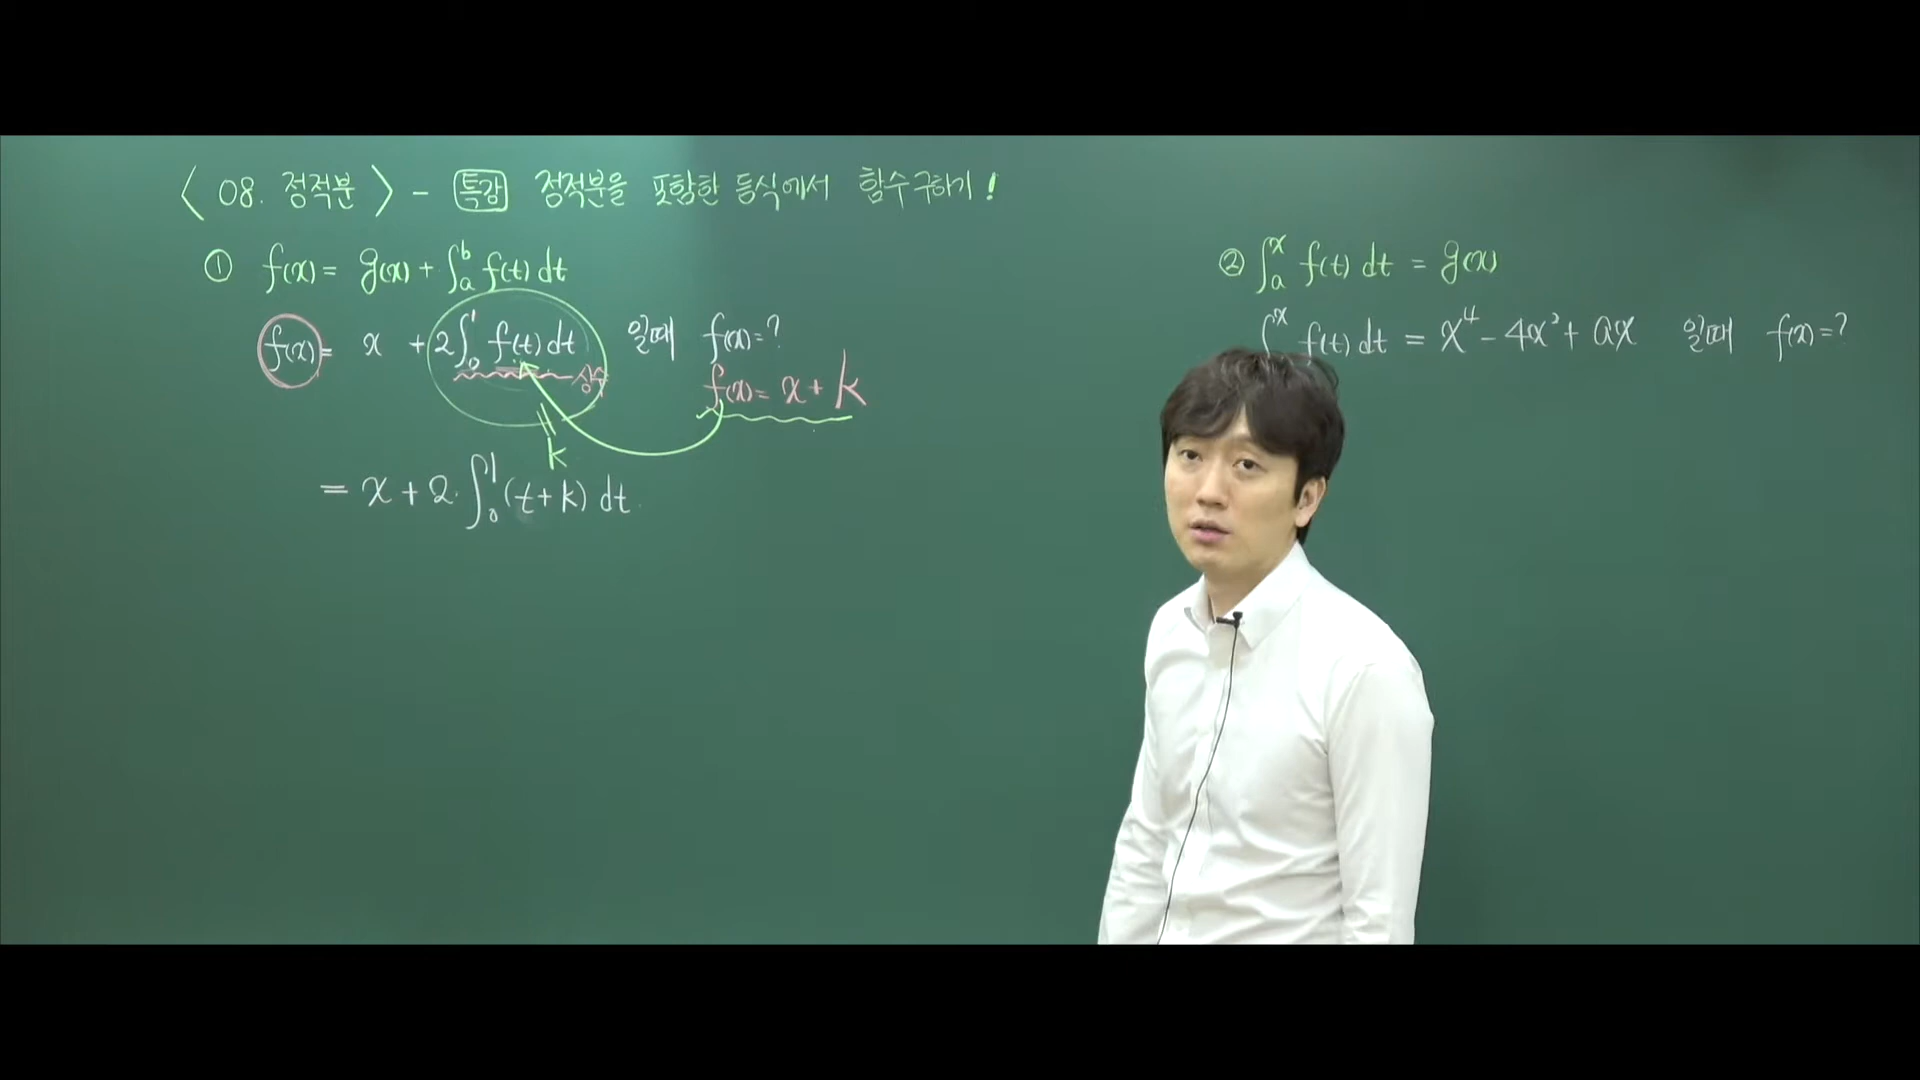 〈 08. 정적분 〉 - 특강 정적분을 포함한 등식에서 함수구하기!
① f(x) = g(x) + ∫ₐᵇ f(t) dt
f(x) = x + 2∫₀¹ f(t) dt 일때 f(x)=?
상수
f(x) = x + k
k
= x + 2·∫₀¹ (t+k) dt
② ∫ₐˣ f(t) dt = g(x)
∫ˣ f(t) dt = x⁴ - 4x² + ax 일때 f(x)=?